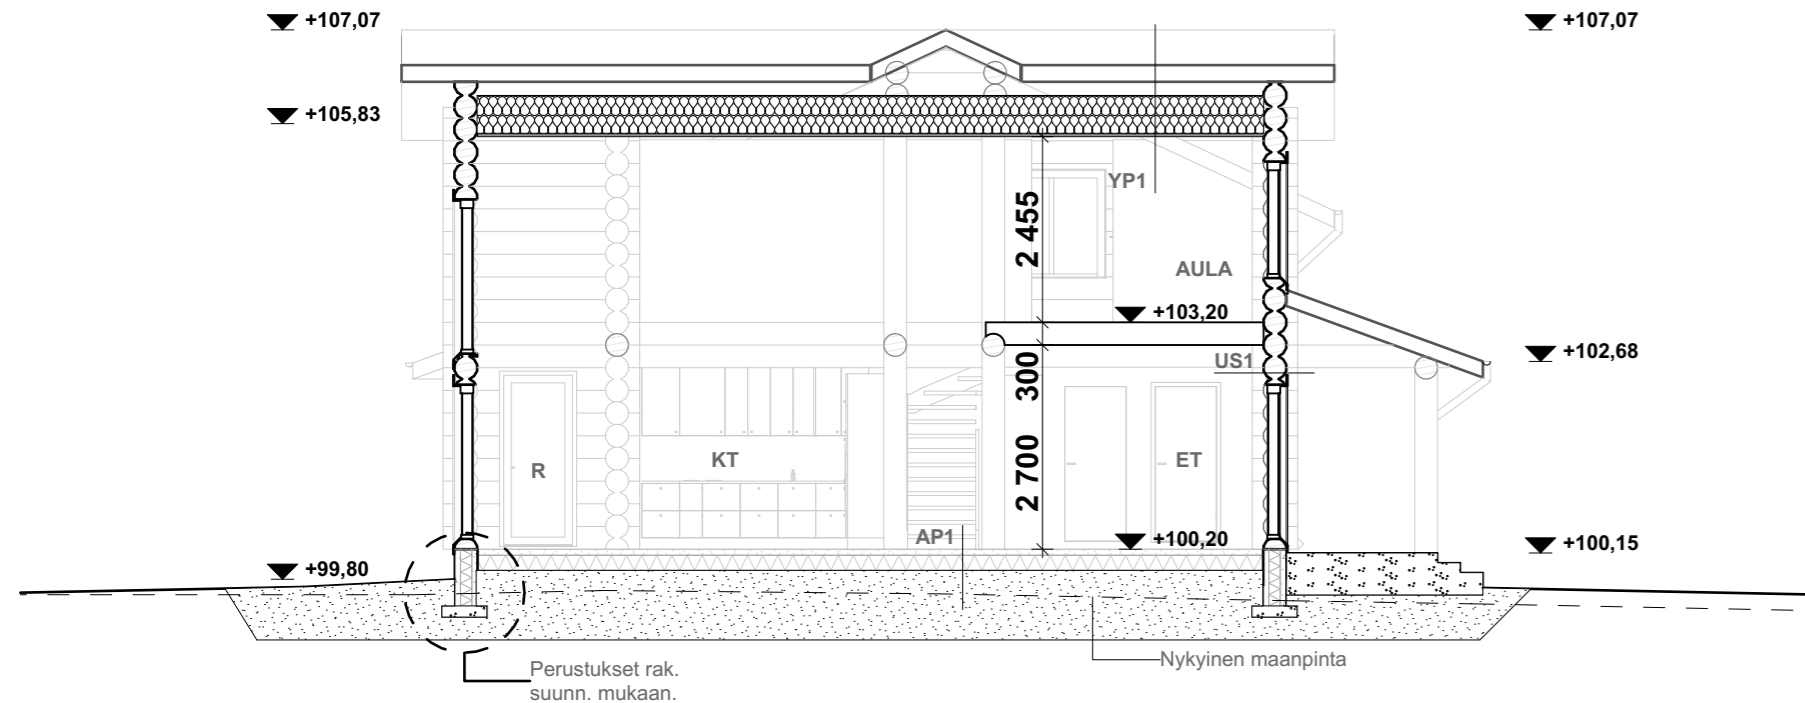 +107,07
+107,07
+105,83
YP1
2 455
AULA
+103,20
+102,68
US1
300
R
KT
2 700
ET
AP1
+100,20
+100,15
+99,80
Perustukset rak.
suunn. mukaan.
Nykyinen maanpinta